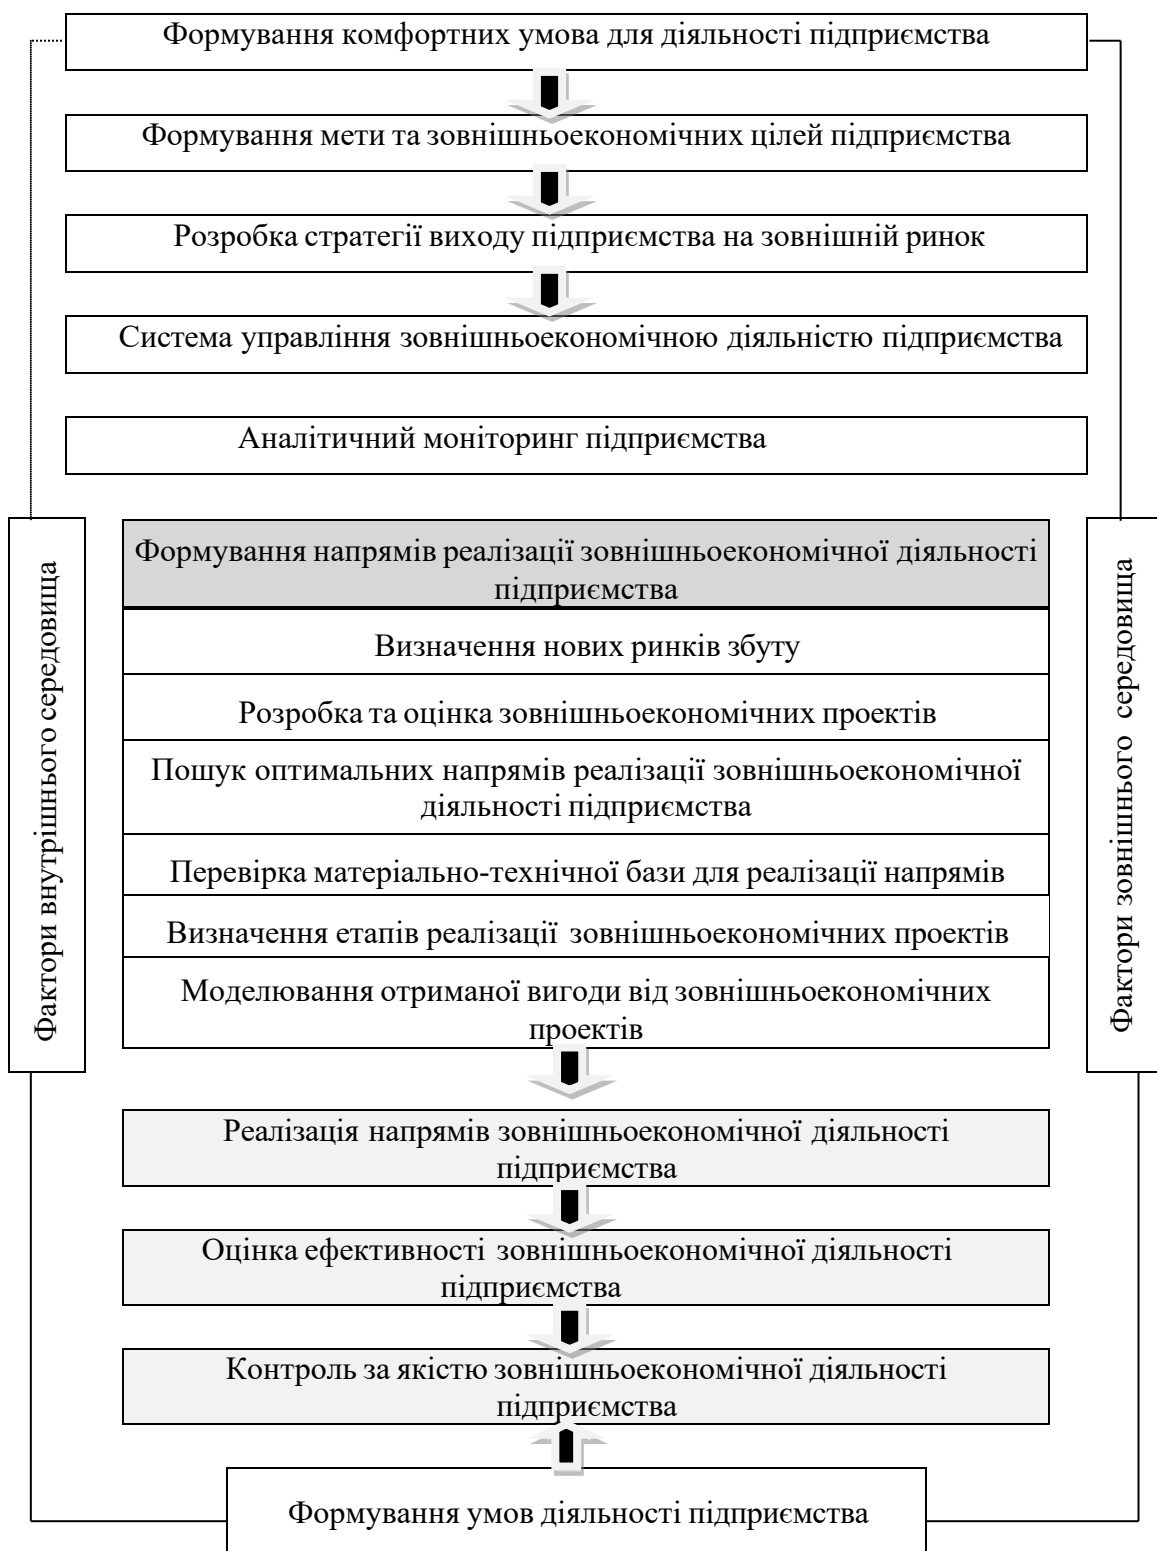 Формування комфортних умова для діяльності підприємства
Формування мети та зовнішньоекономічних цілей підприємства
Розробка стратегії виходу підприємства на зовнішній ринок
Система управління зовнішньоекономічною діяльністю підприємства
Аналітичний моніторинг підприємства
Фактори внутрішнього середовища
Формування напрямів реалізації зовнішньоекономічної діяльності
підприємства
Визначення нових ринків збуту
Розробка та оцінка зовнішньоекономічних проектів
Пошук оптимальних напрямів реалізації зовнішньоекономічної
діяльності підприємства
Перевірка матеріально-технічної бази для реалізації напрямів
Визначення етапів реалізації зовнішньоекономічних проектів
Моделювання отриманої вигоди від зовнішньоекономічних
проектів
Фактори зовнішнього середовища
Реалізація напрямів зовнішньоекономічної діяльності
підприємства
Оцінка ефективності зовнішньоекономічної діяльності
підприємства
Контроль за якістю зовнішньоекономічної діяльності
підприємства
Формування умов діяльності підприємства